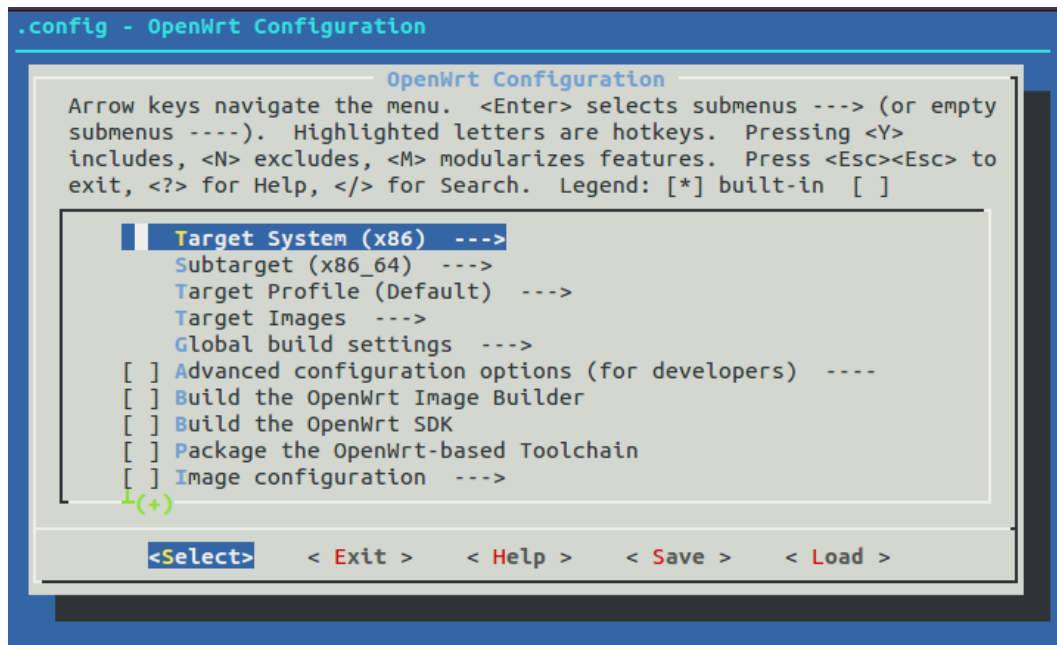 .config - OpenWrt Configuration
OpenWrt Configuration
Arrow keys navigate the menu.  <Enter> selects submenus ---> (or empty
submenus ----).  Highlighted letters are hotkeys.  Pressing <Y>
includes, <N> excludes, <M> modularizes features.  Press <Esc><Esc> to
exit, <?> for Help, </> for Search.  Legend: [*] built-in  [ ]
Target System (x86)  --->
Subtarget (x86_64)  --->
Target Profile (Default)  --->
Target Images  --->
Global build settings  --->
[ ] Advanced configuration options (for developers)  ----
[ ] Build the OpenWrt Image Builder
[ ] Build the OpenWrt SDK
[ ] Package the OpenWrt-based Toolchain
[ ] Image configuration  --->
┴(+)
<Select>    < Exit >    < Help >    < Save >    < Load >